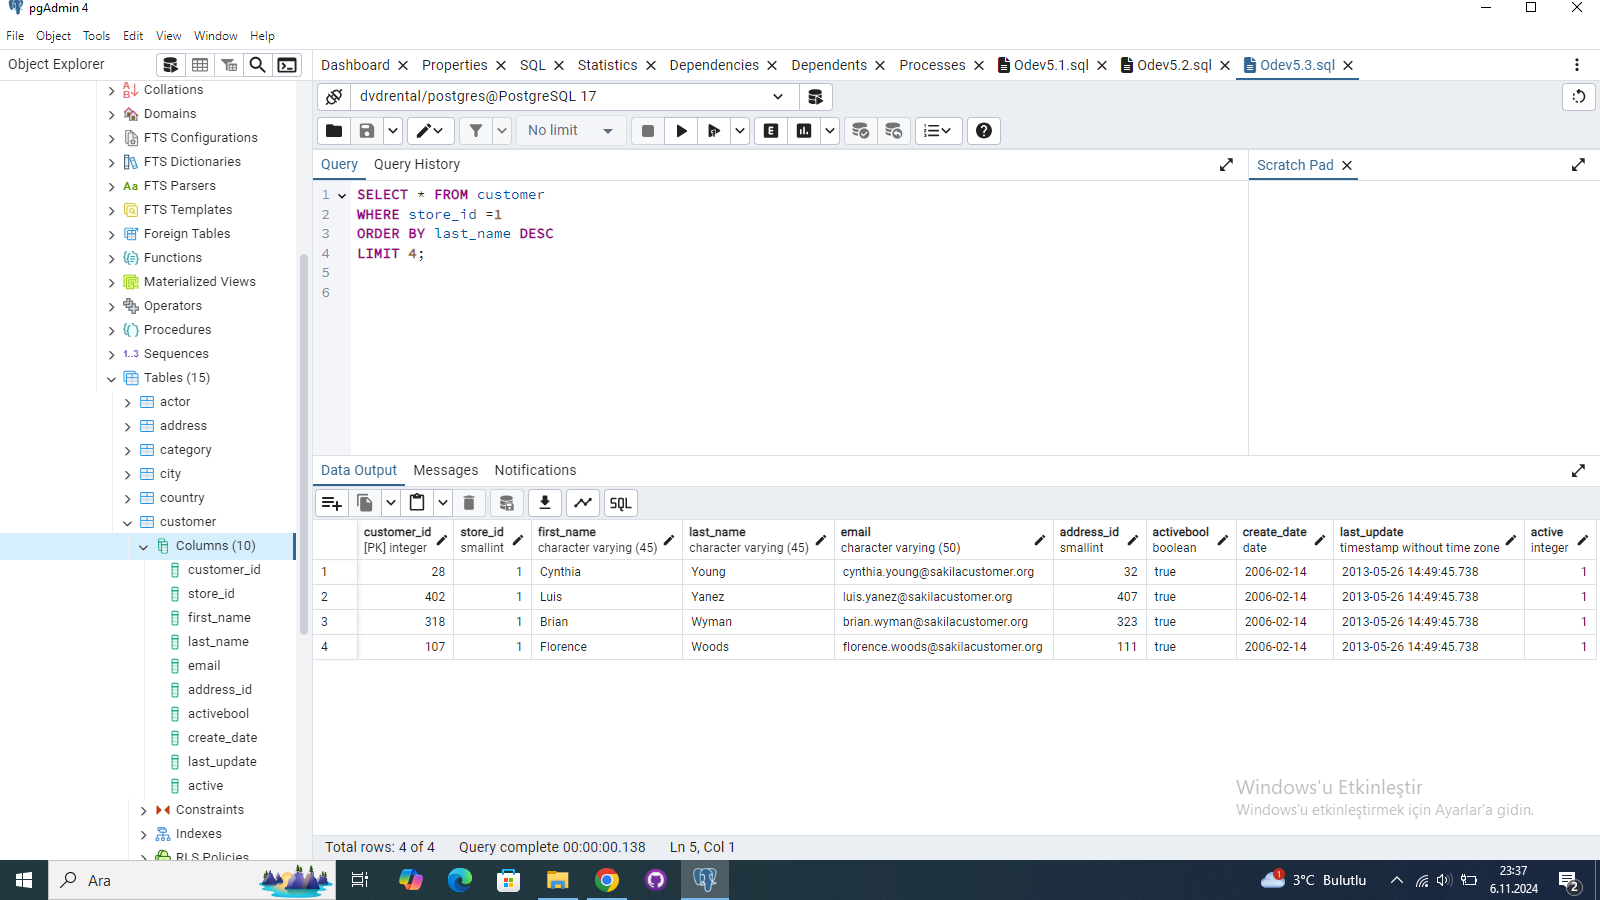 pgAdmin 4
File Object Tools Edit View Window Help
Object Explorer
Dashboard Properties SQL Statistics Dependencies Dependents Processes Odev5.1.sql Odev5.2.sql Odev5.3.sql
dvdrental/postgres@PostgreSQL 17
No limit
E
Query Query History
Scratch Pad
1 SELECT * FROM customer
2 WHERE store_id =1
3 ORDER BY last_name DESC
4 LIMIT 4;
5
6
Collations
Domains
FTS Configurations
FTS Dictionaries
Aa FTS Parsers
FTS Templates
Foreign Tables
Functions
Materialized Views
Operators
Procedures
1..3 Sequences
Tables (15)
actor
address
category
city
country
customer
Columns (10)
customer_id
store_id
first_name
last_name
email
address_id
activebool
create_date
last_update
active
Constraints
Indexes
RLS Policies
Data Output Messages Notifications
SQL
customer_id store_id first_name last_name email address_id activebool create_date last_update active
[PK] integer smallint character varying (45) character varying (45) character varying (50) smallint boolean date timestamp without time zone integer
1 28 1 Cynthia Young cynthia.young@sakilacustomer.org 32 true 2006-02-14 2013-05-26 14:49:45.738 1
2 402 1 Luis Yanez luis.yanez@sakilacustomer.org 407 true 2006-02-14 2013-05-26 14:49:45.738 1
3 318 1 Brian Wyman brian.wyman@sakilacustomer.org 323 true 2006-02-14 2013-05-26 14:49:45.738 1
4 107 1 Florence Woods florence.woods@sakilacustomer.org 111 true 2006-02-14 2013-05-26 14:49:45.738 1
Windows'u Etkinleştir
Windows'u etkinleştirmek için Ayarlar'a gidin.
Total rows: 4 of 4 Query complete 00:00:00.138 Ln 5, Col 1
Ara
1 3°C Bulutlu
23:37
6.11.2024
2